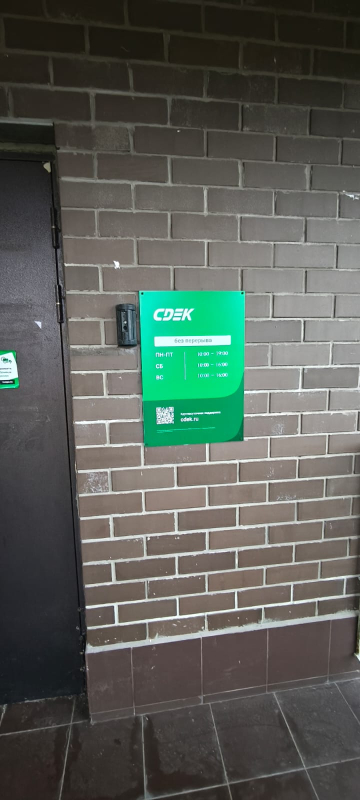 CDEK
без перерыва
ПН-ПТ 10:00 — 19:00
СБ 10:00 — 16:00
ВС 10:00 — 16:00
cdek.ru